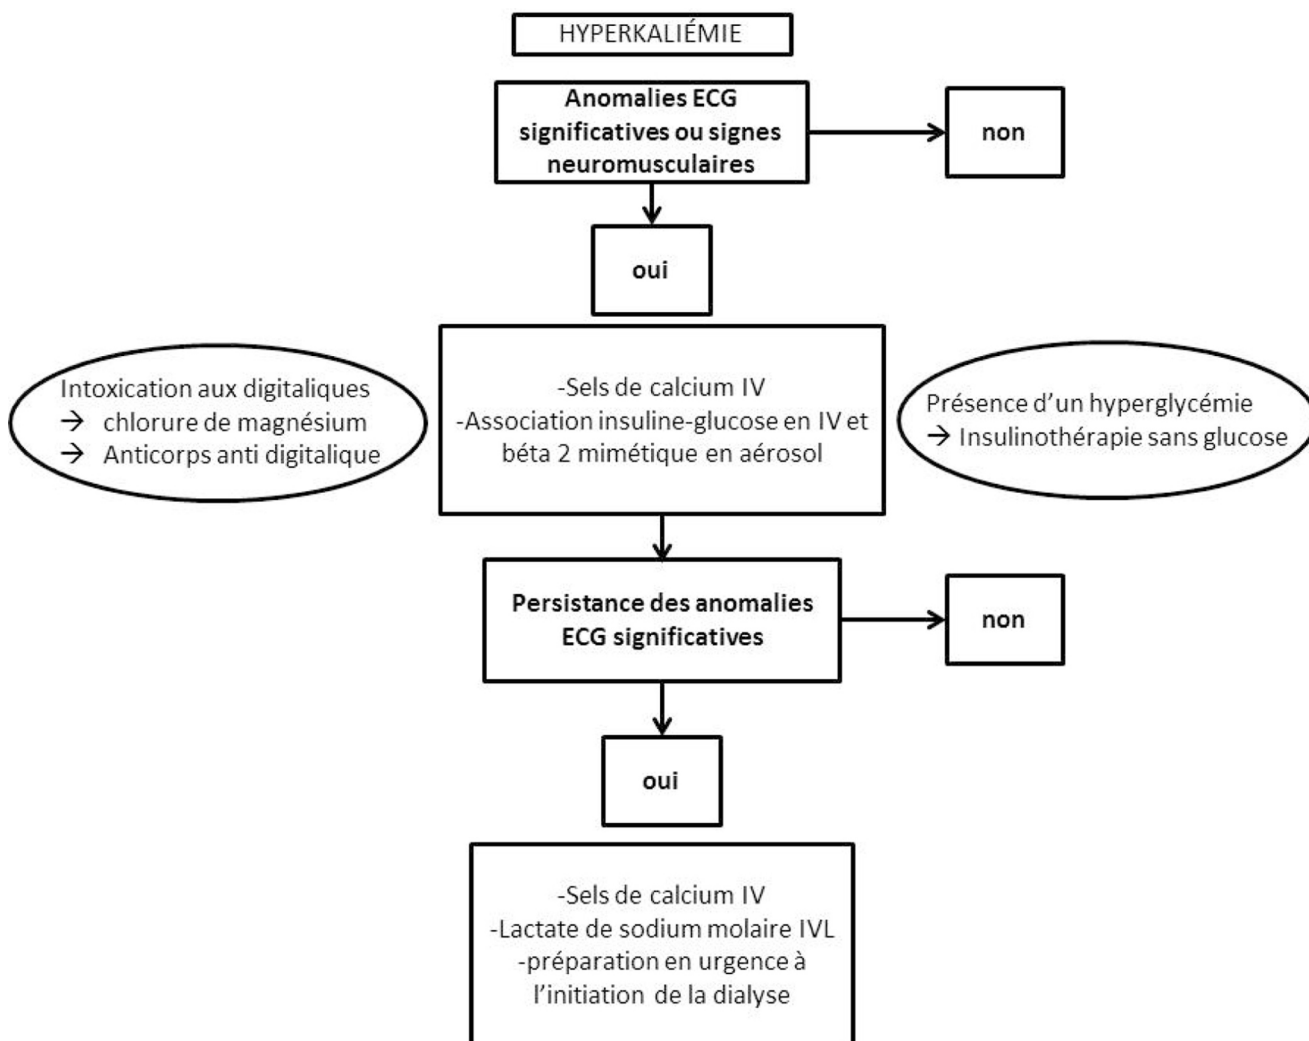 HYPERKALIÉMIE
Anomalies ECG
significatives ou signes
neuromusculaires
non
oui
Intoxication aux digitaliques
→ chlorure de magnésium
→ Anticorps anti digitalique
-Sels de calcium IV
-Association insuline-glucose en IV et
béta 2 mimétique en aérosol
Présence d’un hyperglycémie
→ Insulinothérapie sans glucose
Persistance des anomalies
ECG significatives
non
oui
-Sels de calcium IV
-Lactate de sodium molaire IVL
-préparation en urgence à
l’initiation de la dialyse